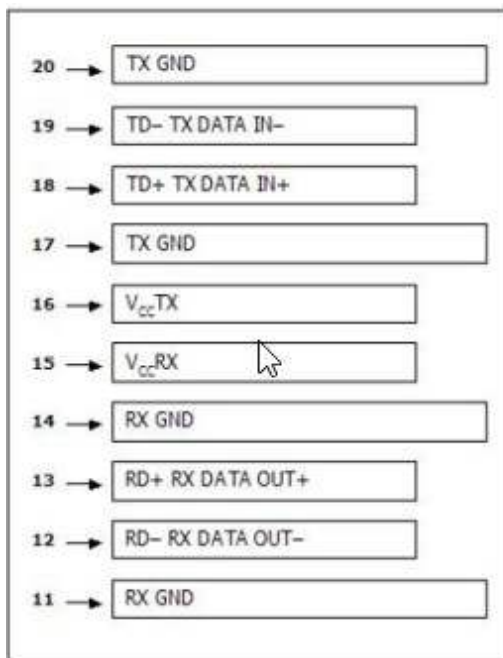 20 TX GND
19 TD– TX DATA IN–
18 TD+ TX DATA IN+
17 TX GND
16 VCCTX
15 VCCRX
14 RX GND
13 RD+ RX DATA OUT+
12 RD– RX DATA OUT–
11 RX GND